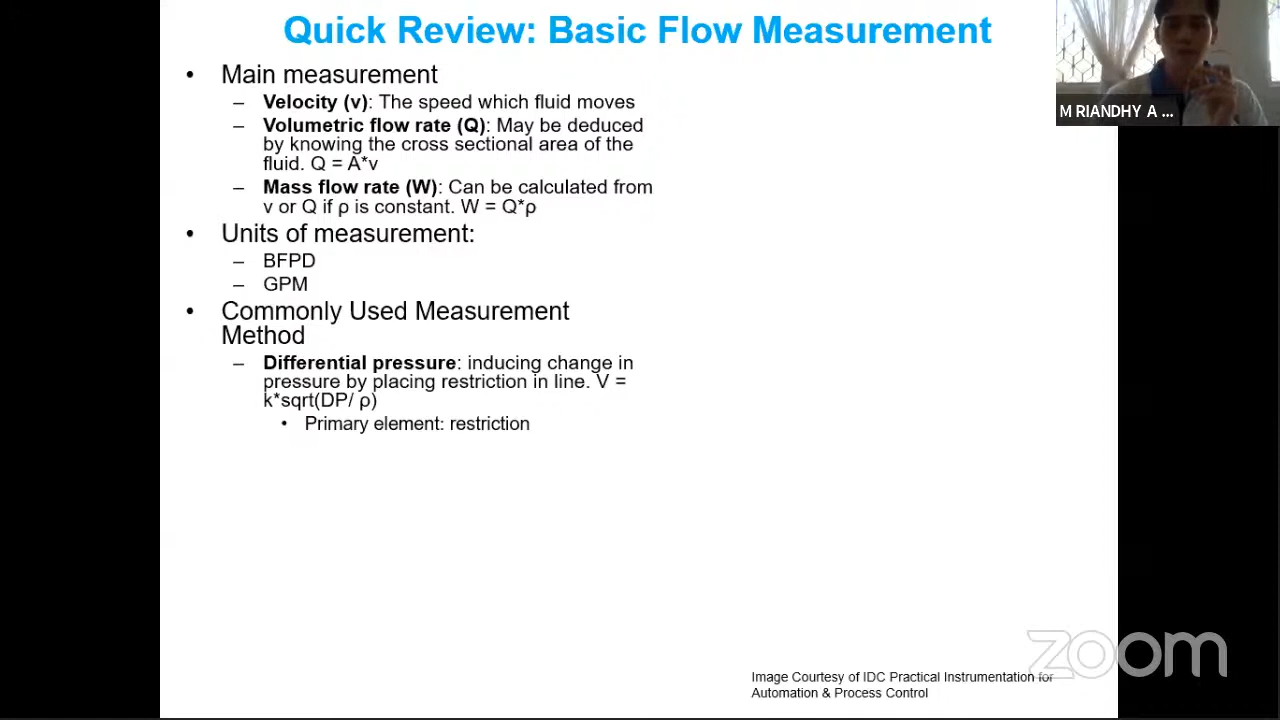 Quick Review: Basic Flow Measurement
• Main measurement
– Velocity (v): The speed which fluid moves
– Volumetric flow rate (Q): May be deduced
by knowing the cross sectional area of the
fluid. Q = A*v
– Mass flow rate (W): Can be calculated from
v or Q if ρ is constant. W = Q*ρ
• Units of measurement:
– BFPD
– GPM
• Commonly Used Measurement
Method
– Differential pressure: inducing change in
pressure by placing restriction in line. V =
k*sqrt(DP/ ρ)
• Primary element: restriction
M RIANDHY A ...
zoom
Image Courtesy of IDC Practical Instrumentation for
Automation & Process Control